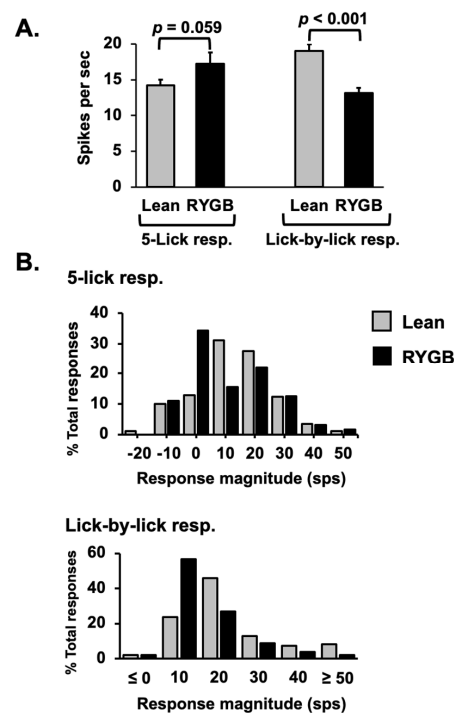 A.
p = 0.059
p < 0.001
Spikes per sec
20
15
10
5
0
Lean RYGB
Lean RYGB
5-Lick resp.
Lick-by-lick resp.
B.
5-lick resp.
Lean
RYGB
% Total responses
40
30
20
10
0
-20 -10 0 10 20 30 40 50
Response magnitude (sps)
Lick-by-lick resp.
% Total responses
60
40
20
0
≤ 0 10 20 30 40 ≥ 50
Response magnitude (sps)